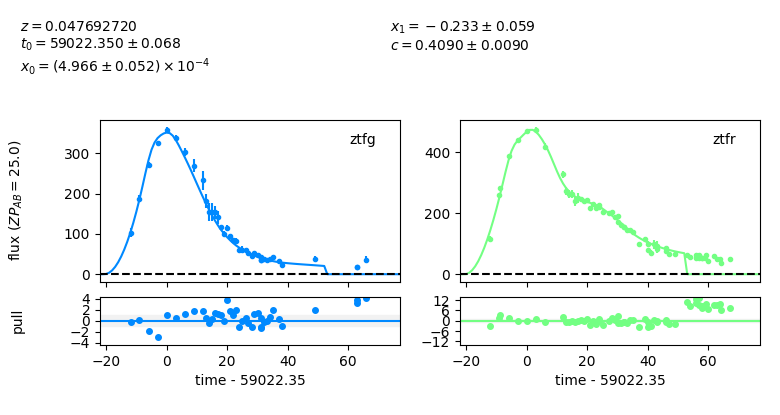 z = 0.047692720
t₀ = 59022.350 ± 0.068
x₀ = (4.966 ± 0.052) × 10⁻⁴
x₁ = −0.233 ± 0.059
c = 0.4090 ± 0.0090
flux (ZP_AB = 25.0)
300
200
100
0
ztfg
400
200
0
ztfr
pull
4
2
0
−2
−4
−20 0 20 40 60
time - 59022.35
12
6
0
−6
−12
−20 0 20 40 60
time - 59022.35